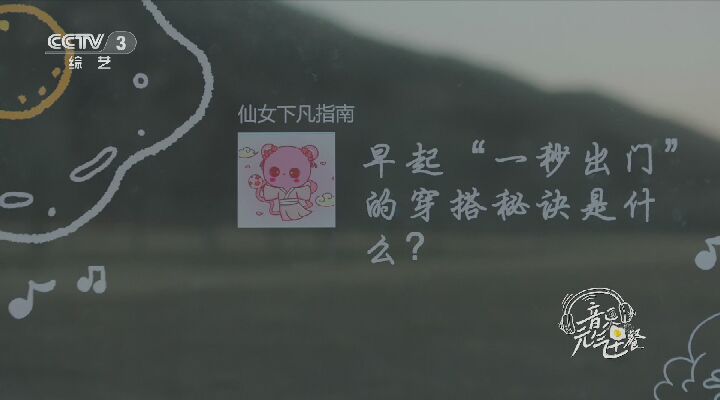 CCTV 3
综艺
仙女下凡指南
早起“一秒出门”
的穿搭秘诀是什
么？
音乐
元气早餐